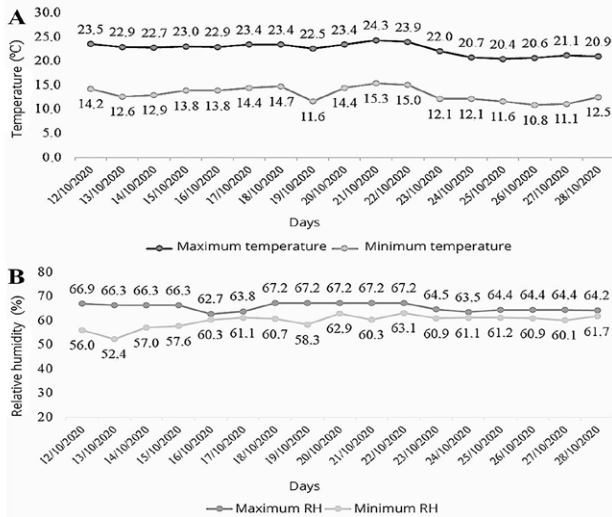 A
Temperature (ºC)
30.0
25.0
20.0
15.0
10.0
5.0
0.0
23.5 22.9 22.7 23.0 22.9 23.4 23.4 22.5 23.4 24.3 23.9 22.0 20.7 20.4 20.6 21.1 20.9
14.2 12.6 12.9 13.8 13.8 14.4 14.7 11.6 14.4 15.3 15.0 12.1 12.1 11.6 10.8 11.1 12.5
12/10/2020 13/10/2020 14/10/2020 15/10/2020 16/10/2020 17/10/2020 18/10/2020 19/10/2020 20/10/2020 21/10/2020 22/10/2020 23/10/2020 24/10/2020 25/10/2020 26/10/2020 27/10/2020 28/10/2020
Days
Maximum temperature Minimum temperature
B
Relative humidity (%)
80
70
60
50
40
30
20
66.9 66.3 66.3 66.3 62.7 63.8 67.2 67.2 67.2 67.2 67.2 64.5 63.5 64.4 64.4 64.4 64.2
56.0 52.4 57.0 57.6 60.3 61.1 60.7 58.3 62.9 60.3 63.1 60.9 61.1 61.2 60.9 60.1 61.7
12/10/2020 13/10/2020 14/10/2020 15/10/2020 16/10/2020 17/10/2020 18/10/2020 19/10/2020 20/10/2020 21/10/2020 22/10/2020 23/10/2020 24/10/2020 25/10/2020 26/10/2020 27/10/2020 28/10/2020
Days
Maximum RH Minimum RH